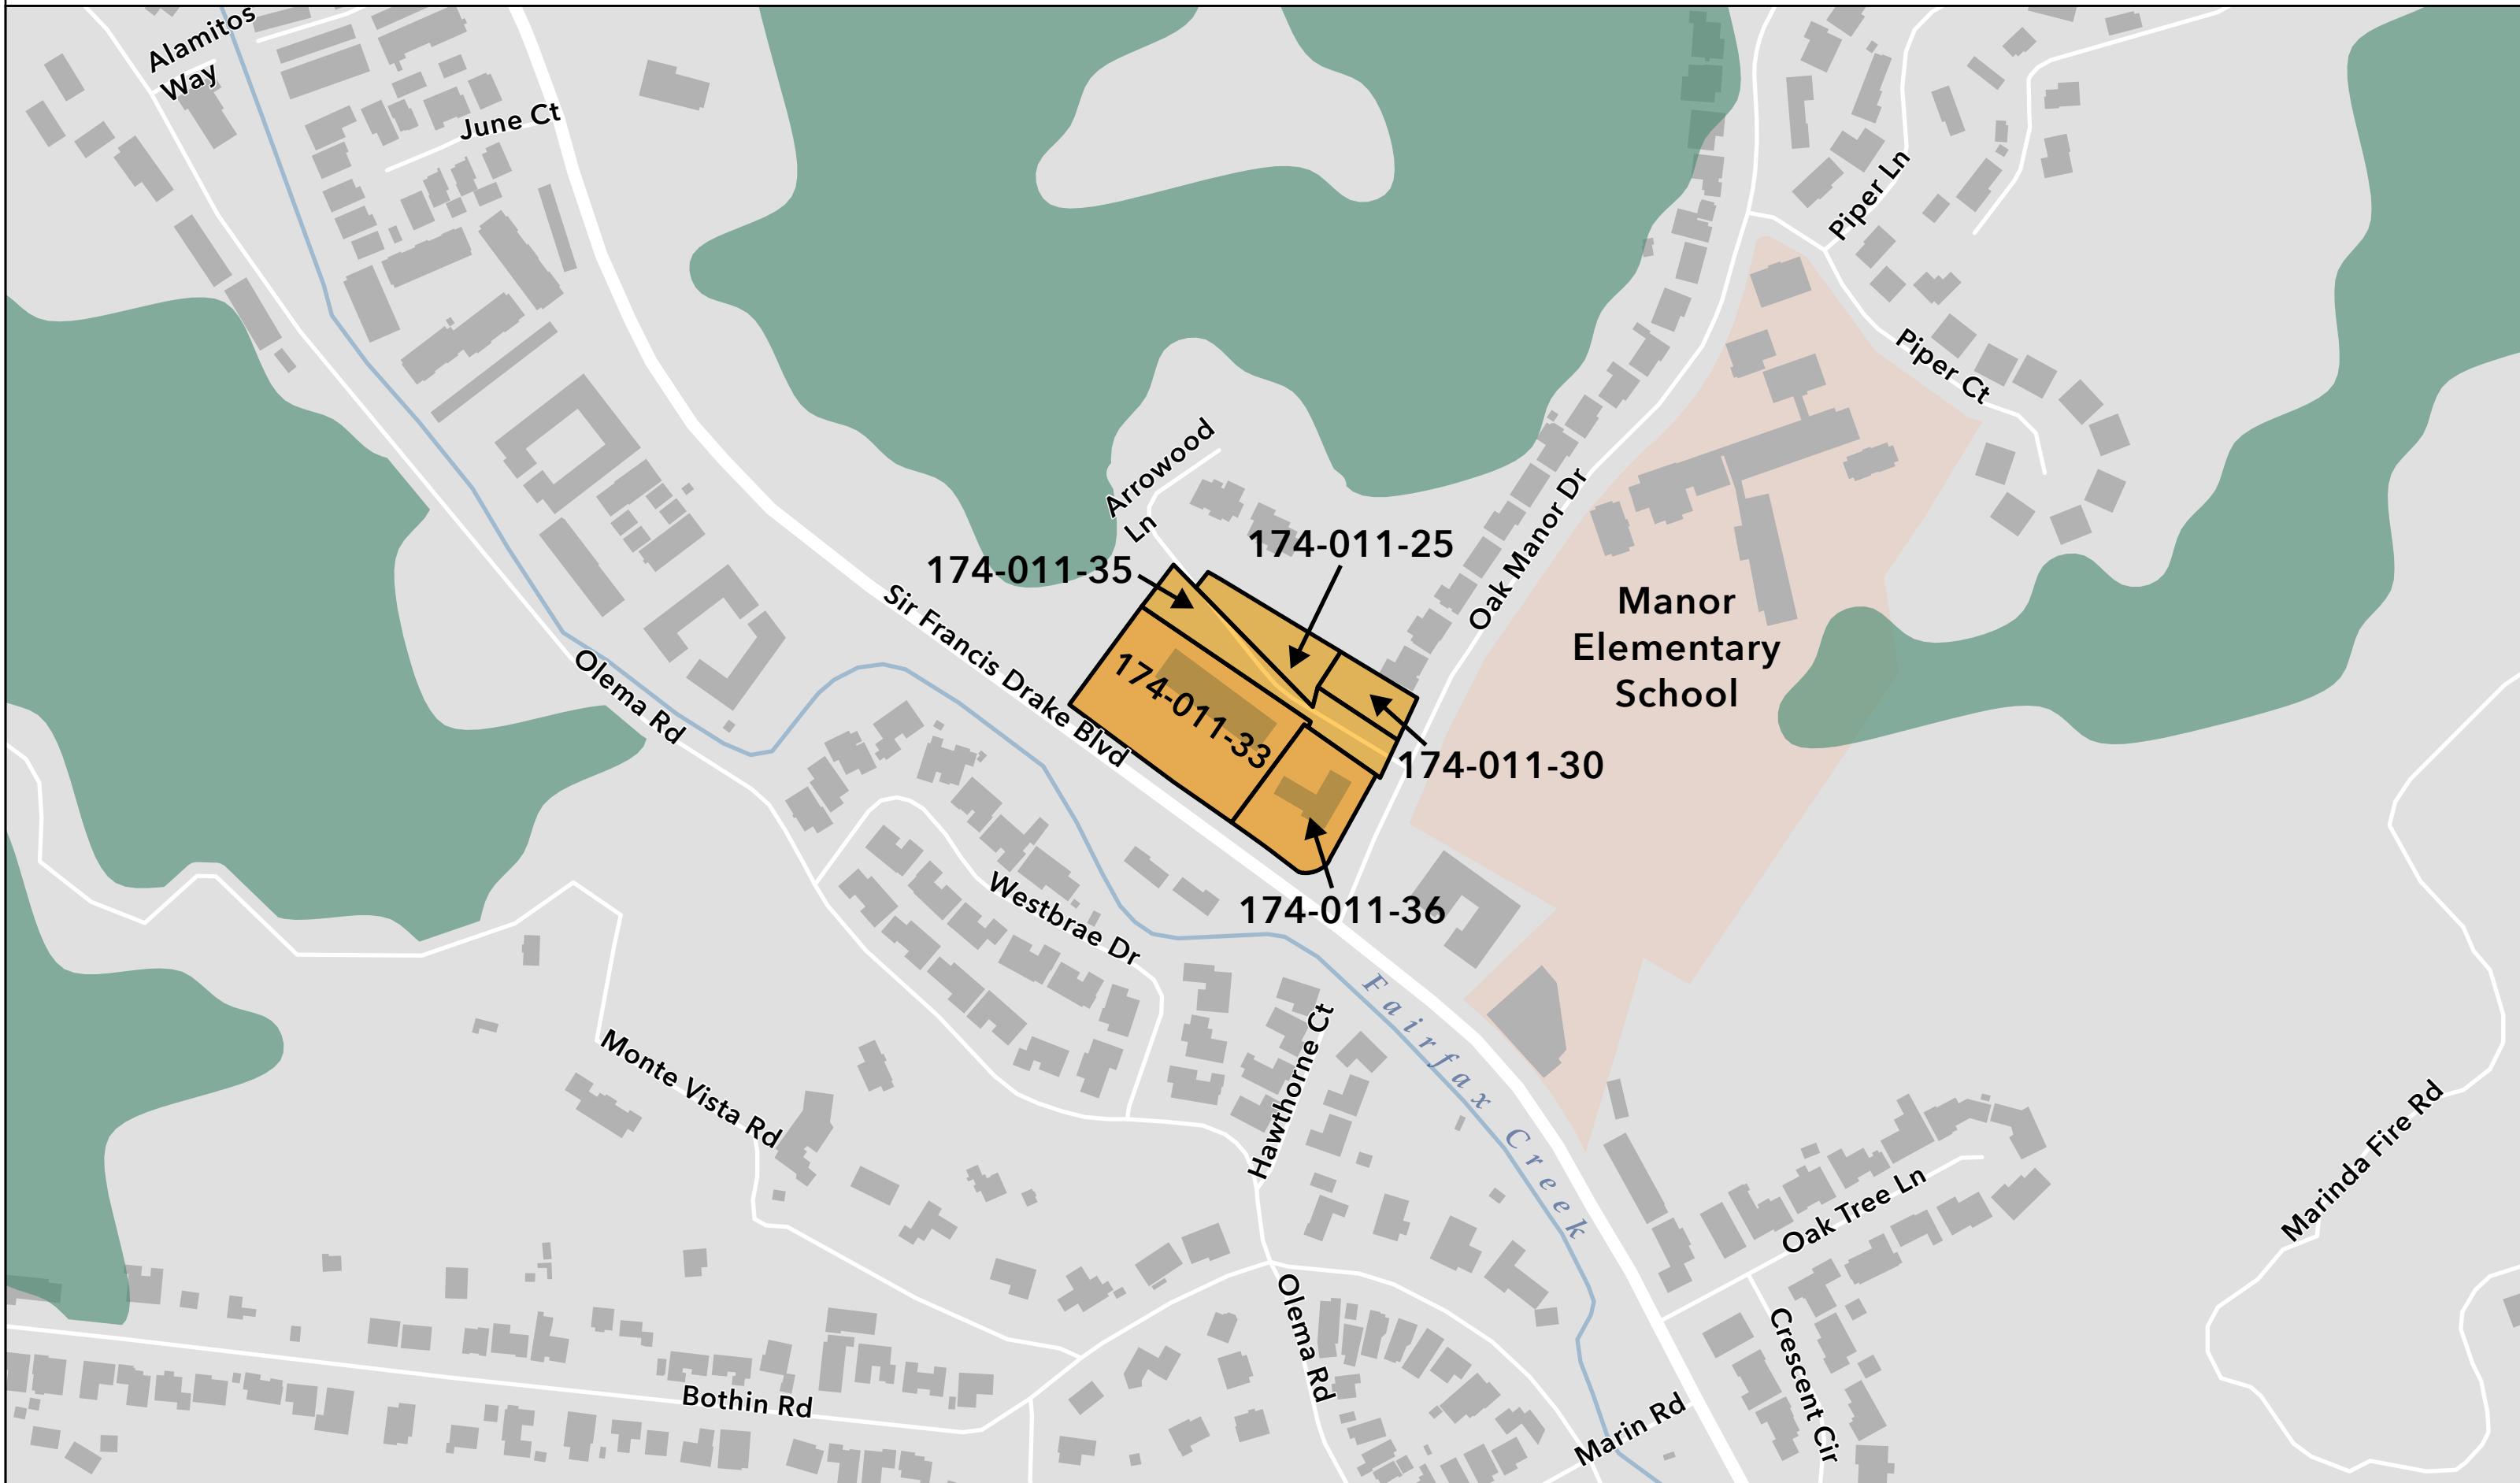 Alamitos
Way
June Ct
Piper Ln
Piper Ct
Arrowood
Ln
174-011-25
174-011-35
Oak Manor Dr
Manor
Elementary
School
Sir Francis Drake Blvd
174-011-33
Olema Rd
174-011-30
174-011-36
Westbrae Dr
Fairfax Creek
Hawthorne Ct
Monte Vista Rd
Marinda Fire Rd
Oak Tree Ln
Olema Rd
Crescent Cir
Bothin Rd
Marin Rd